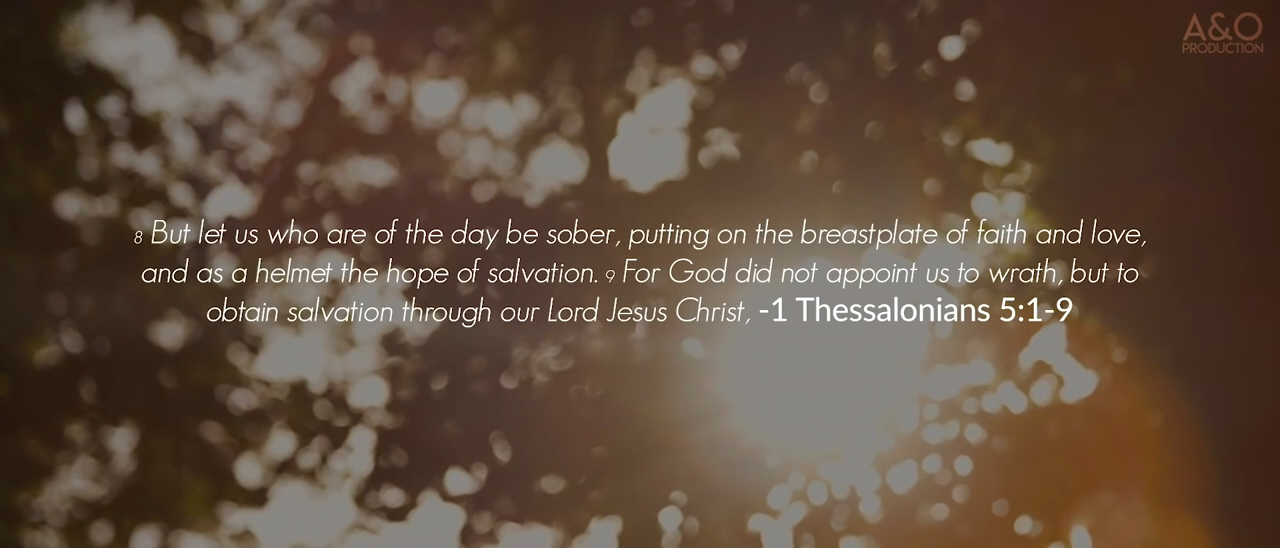 A&O
PRODUCTION
8 But let us who are of the day be sober, putting on the breastplate of faith and love,
and as a helmet the hope of salvation. 9 For God did not appoint us to wrath, but to
obtain salvation through our Lord Jesus Christ, -1 Thessalonians 5:1-9